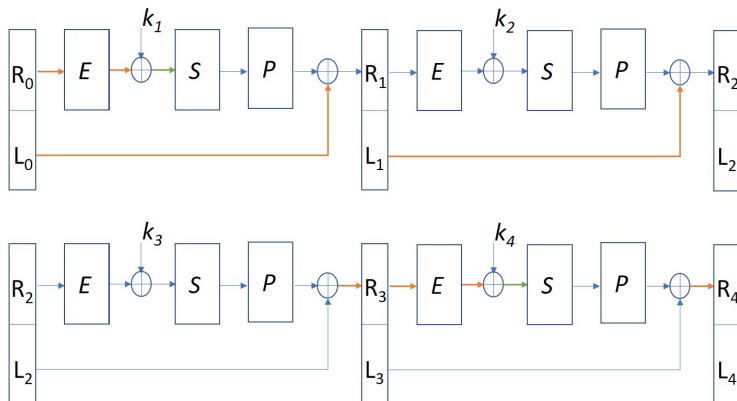 k1 k2
R0 E S P R1 E S P R2
L0 L1 L2
k3 k4
R2 E S P R3 E S P R4
L2 L3 L4